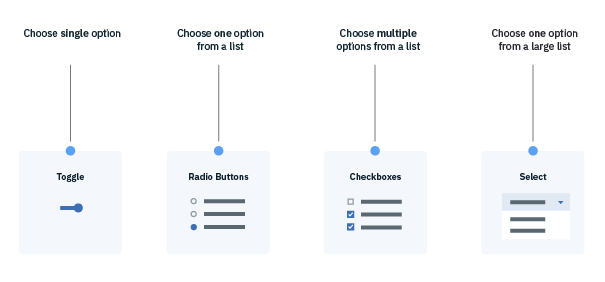 Choose single option
Choose one option
from a list
Choose multiple
options from a list
Choose one option
from a large list
Toggle
Radio Buttons
Checkboxes
Select